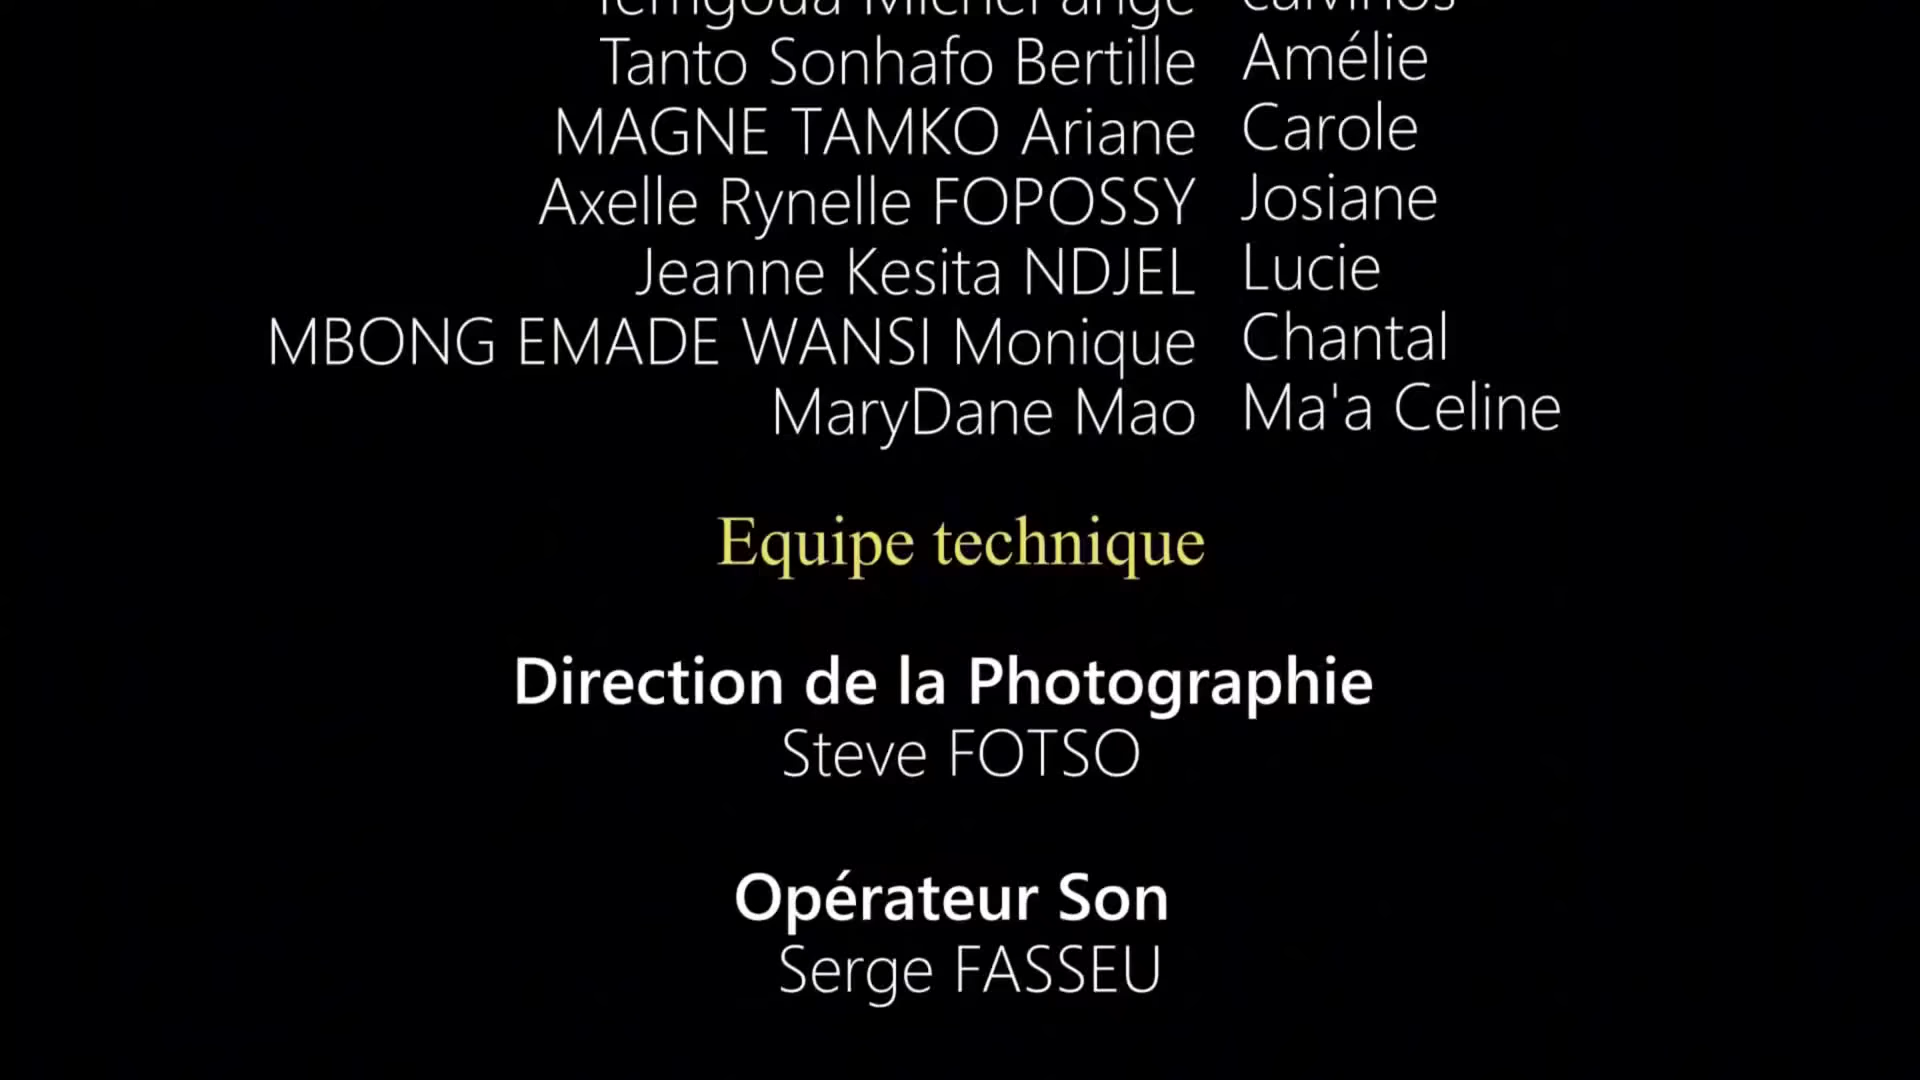 Tanto Sonhafo Bertille Amélie
MAGNE TAMKO Ariane Carole
Axelle Rynelle FOPOSSY Josiane
Jeanne Kesita NDJEL Lucie
MBONG EMADE WANSI Monique Chantal
MaryDane Mao Ma'a Celine
Equipe technique
Direction de la Photographie
Steve FOTSO
Opérateur Son
Serge FASSEU